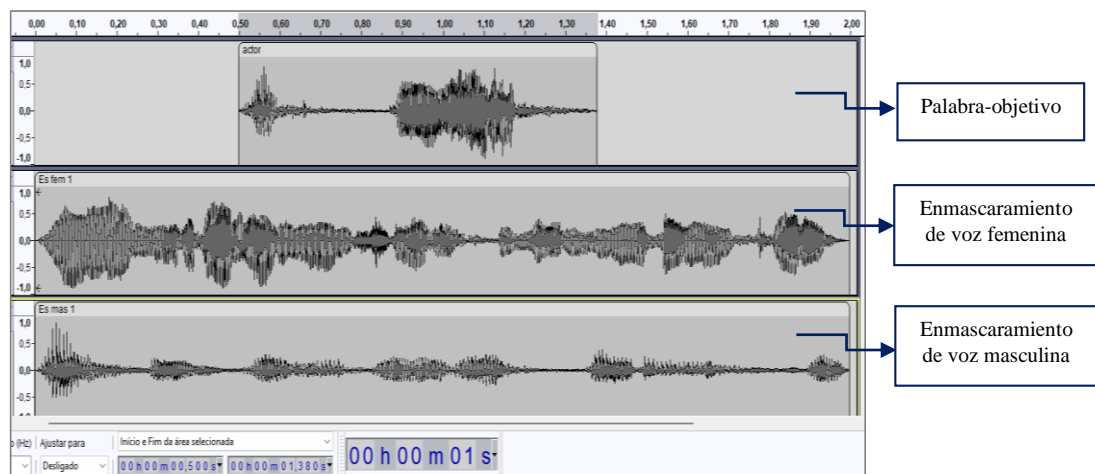 0,00 0,10 0,20 0,30 0,40 0,50 0,60 0,70 0,80 0,90 1,00 1,10 1,20 1,30 1,40 1,50 1,60 1,70 1,80 1,90 2,00
actor
1,0
0,5-
0,0-
-0,5-
-1,0
Palabra-objetivo
Es fem 1
1,0
0,5-
0,0-
-0,5-
-1,0
Enmascaramiento
de voz femenina
Es mas 1
1,0
0,5-
0,0-
-0,5-
Enmascaramiento
de voz masculina
(Hz) Ajustar para
Início e Fim da área selecionada
Desligado
00h00m00,500s 00h00m01,380s
00 h 00 m 01 s